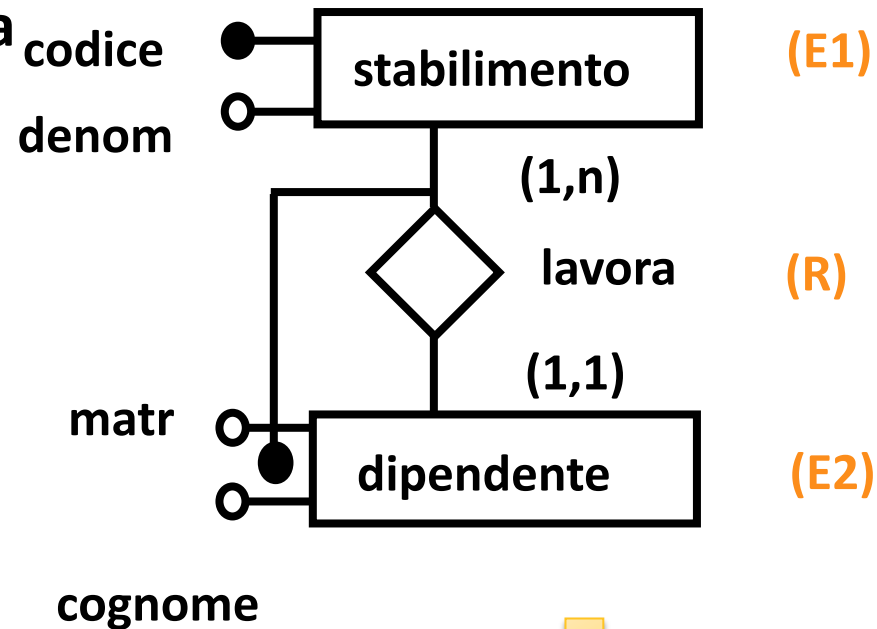 a
codice
stabilimento
(E1)
denom
(1,n)
lavora
(R)
(1,1)
matr
dipendente
(E2)
cognome